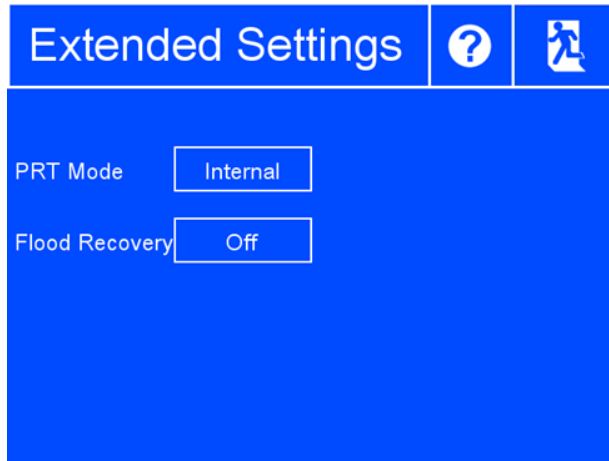 Extended Settings ?
PRT Mode Internal
Flood Recovery Off